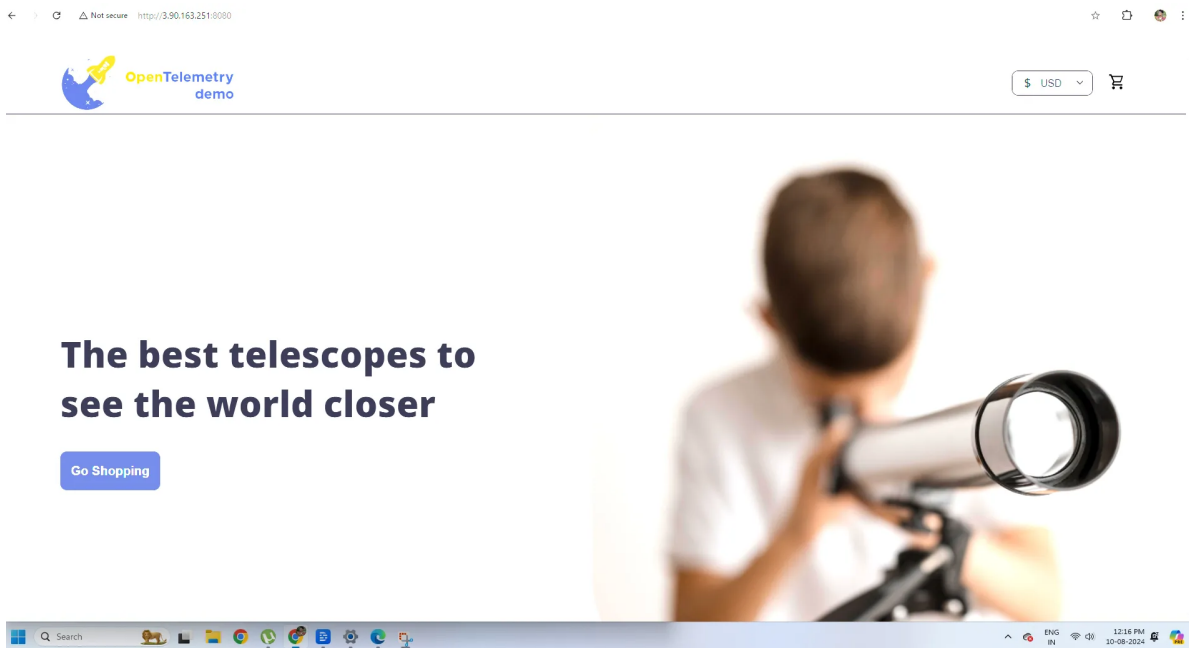 Not secure http://3.90.163.251:8080
OpenTelemetry
demo
$ USD
The best telescopes to
see the world closer
Go Shopping
Search
ENG
IN
12:16 PM
10-08-2024